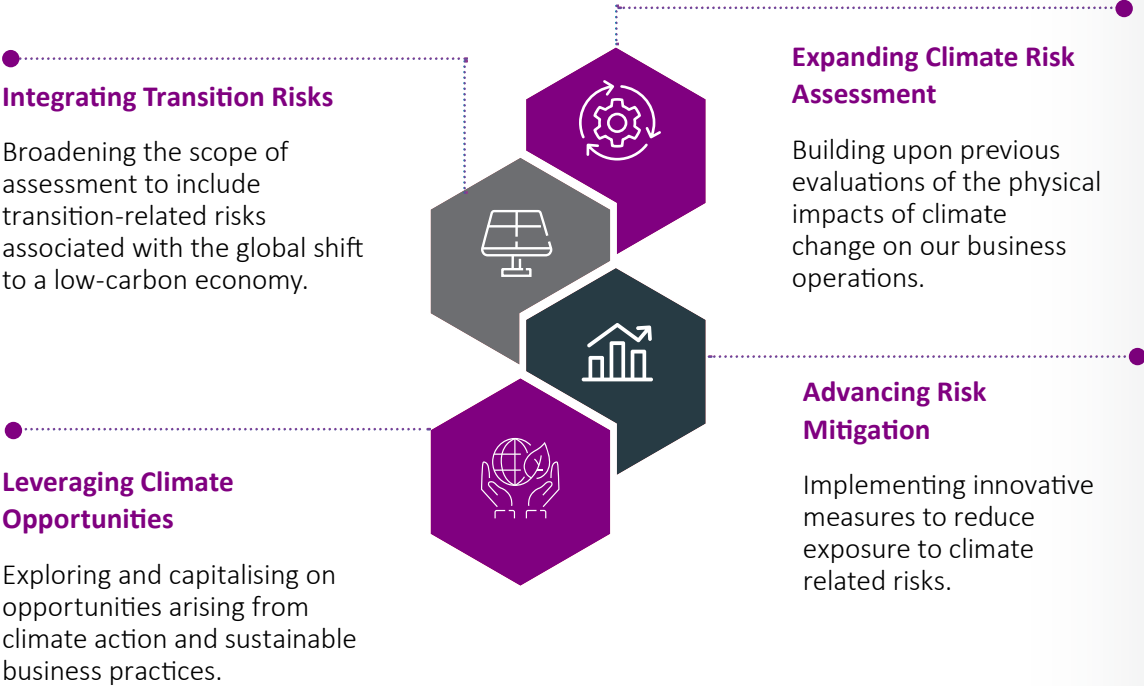 Integrating Transition Risks
Broadening the scope of
assessment to include
transition-related risks
associated with the global shift
to a low-carbon economy.
Expanding Climate Risk
Assessment
Building upon previous
evaluations of the physical
impacts of climate
change on our business
operations.
Leveraging Climate
Opportunities
Exploring and capitalising on
opportunities arising from
climate action and sustainable
business practices.
Advancing Risk
Mitigation
Implementing innovative
measures to reduce
exposure to climate
related risks.